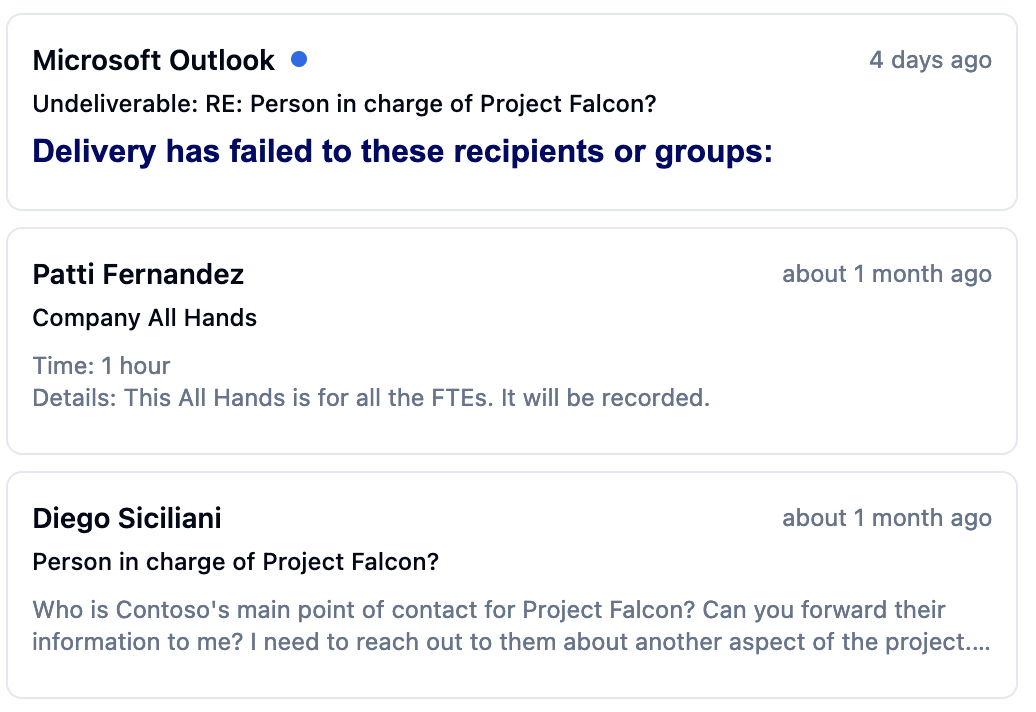 Microsoft Outlook
4 days ago
Undeliverable: RE: Person in charge of Project Falcon?
Delivery has failed to these recipients or groups:
Patti Fernandez
about 1 month ago
Company All Hands
Time: 1 hour
Details: This All Hands is for all the FTEs. It will be recorded.
Diego Siciliani
about 1 month ago
Person in charge of Project Falcon?
Who is Contoso's main point of contact for Project Falcon? Can you forward their
information to me? I need to reach out to them about another aspect of the project....